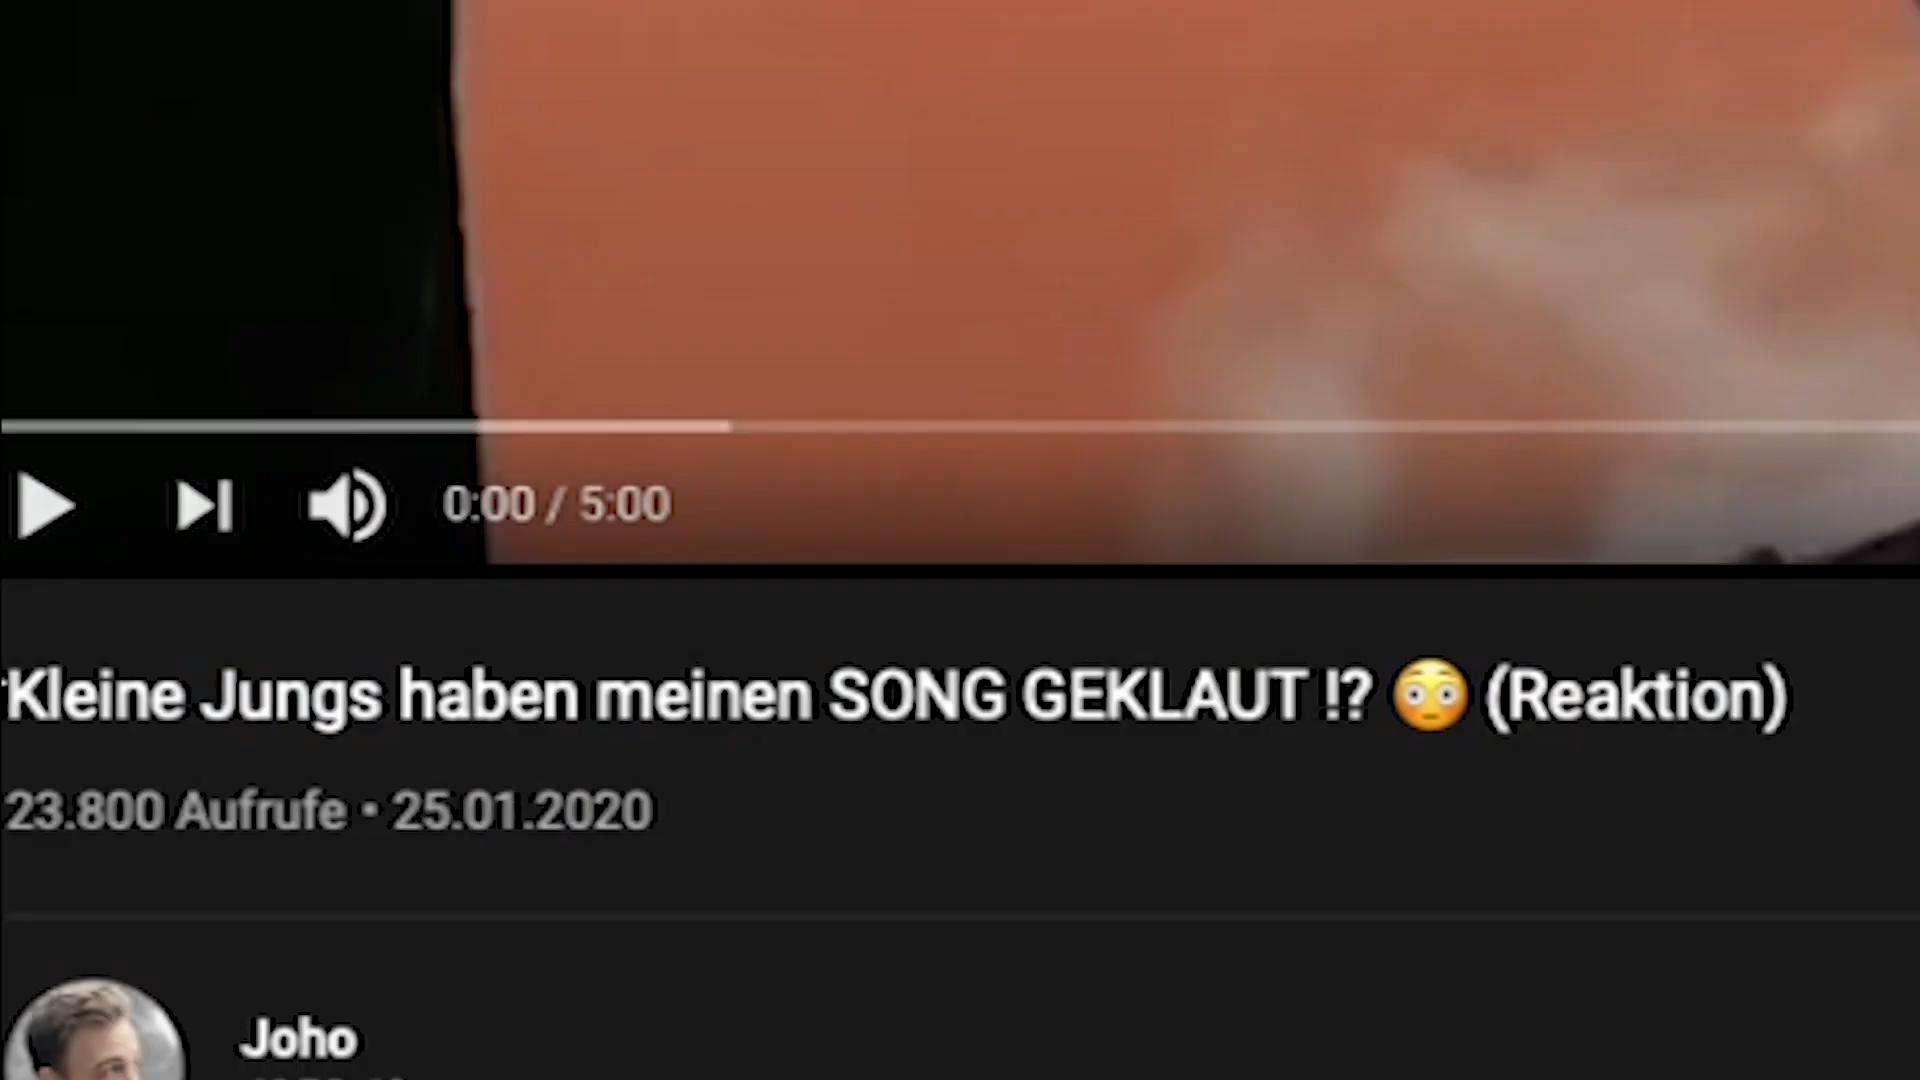 0:00 / 5:00
Kleine Jungs haben meinen SONG GEKLAUT !? 😳 (Reaktion)
23.800 Aufrufe • 25.01.2020
Joho